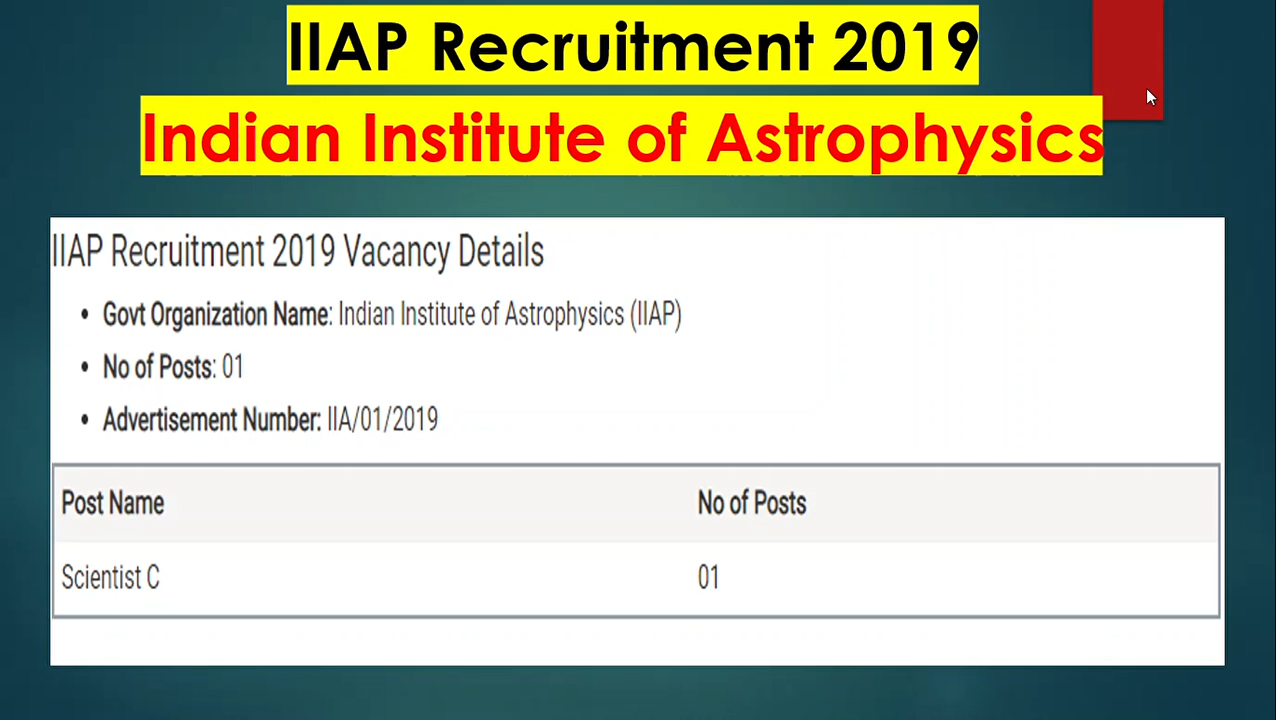 IIAP Recruitment 2019
Indian Institute of Astrophysics
IIAP Recruitment 2019 Vacancy Details
• Govt Organization Name: Indian Institute of Astrophysics (IIAP)
• No of Posts: 01
• Advertisement Number: IIA/01/2019
Post Name No of Posts
Scientist C 01